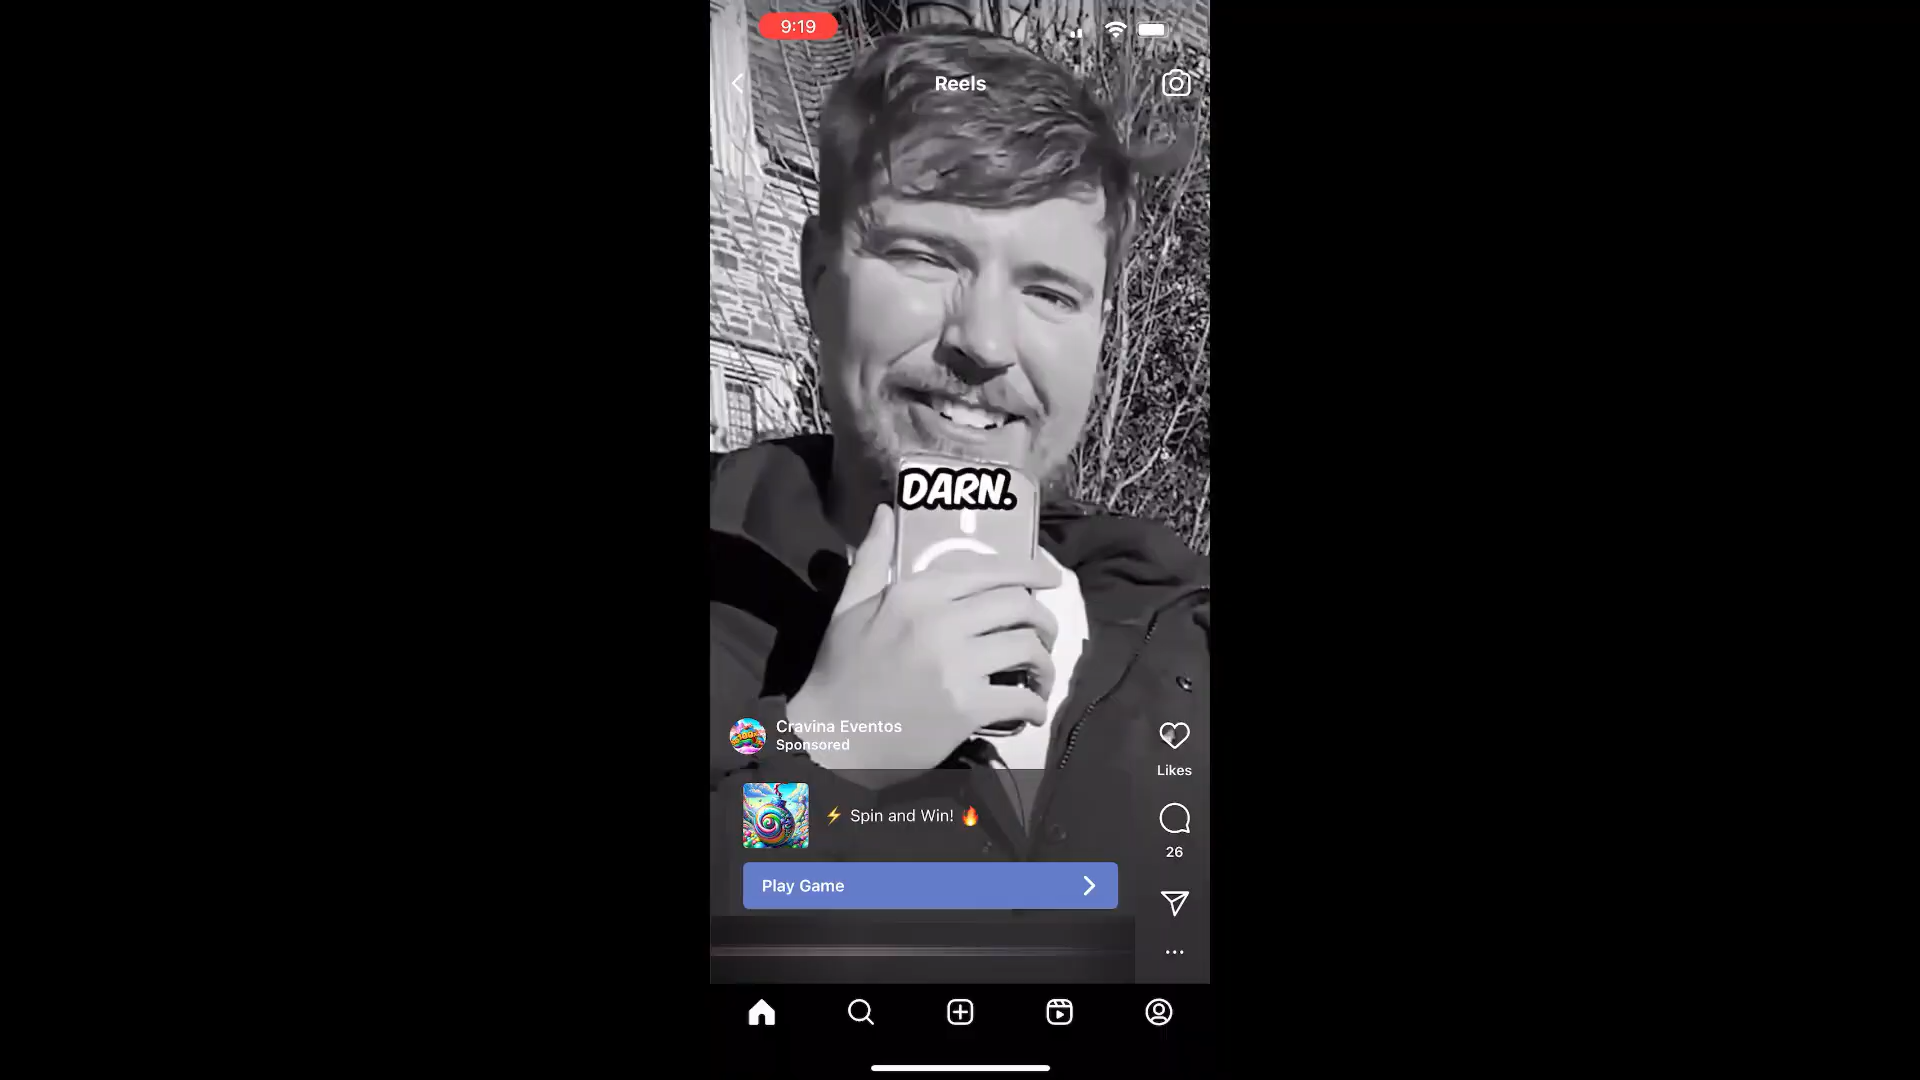 9:19
Reels
DARN.
Cravina Eventos
Sponsored
⚡ Spin and Win! 🔥
Play Game
Likes
26